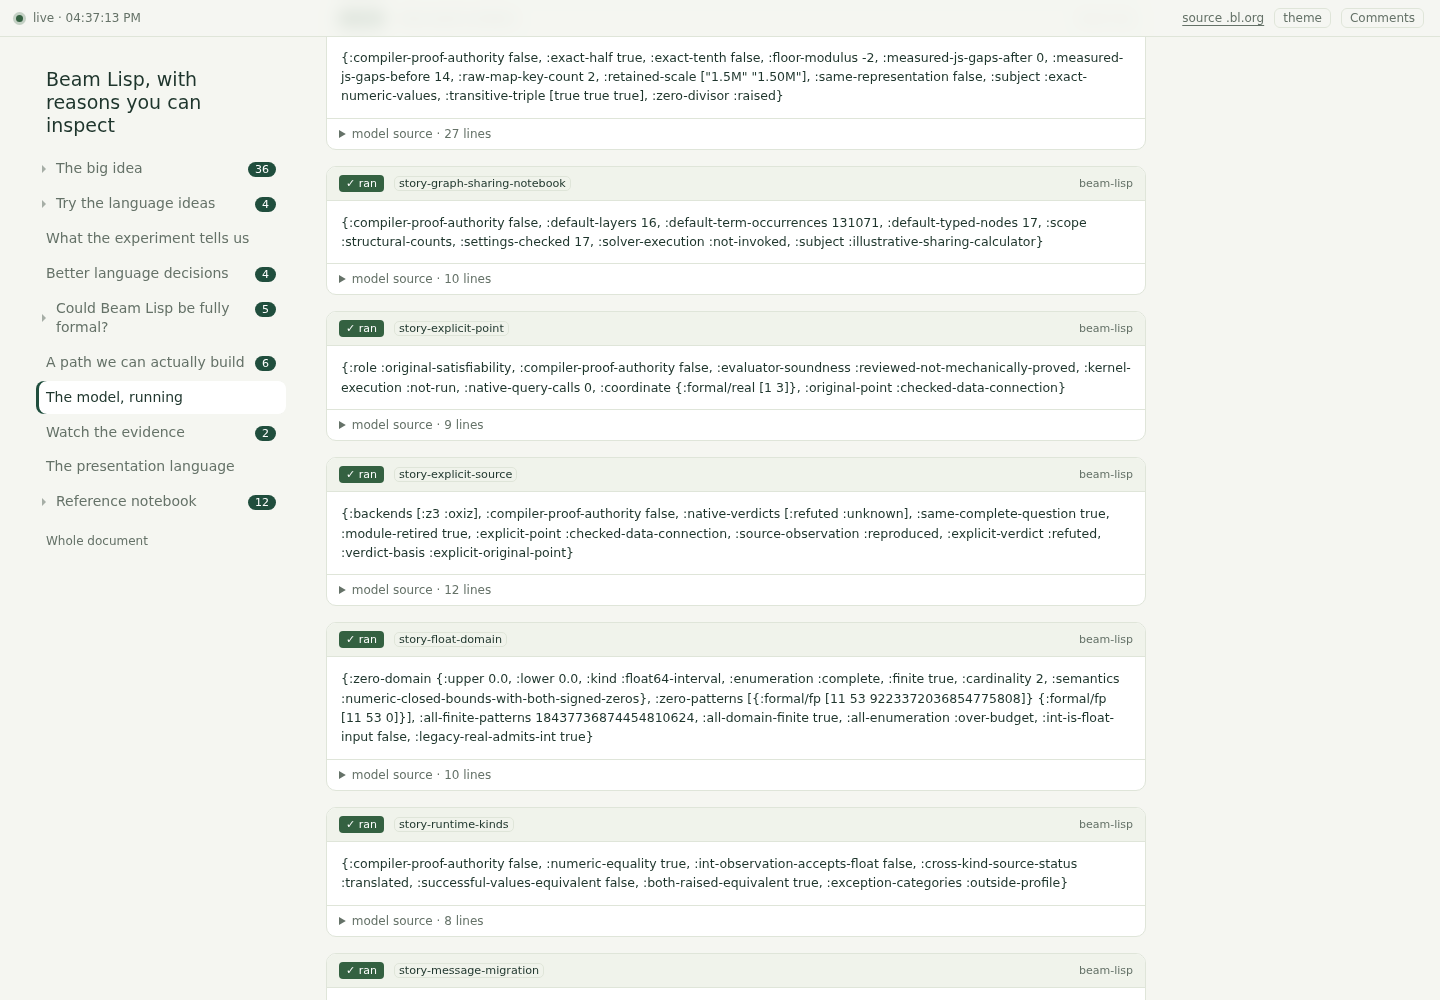 live · 04:37:13 PM
source .bl.org
theme
Comments
Beam Lisp, with
reasons you can
inspect
The big idea 36
Try the language ideas 4
What the experiment tells us
Better language decisions 4
Could Beam Lisp be fully 5
formal?
A path we can actually build 6
The model, running
Watch the evidence 2
The presentation language
Reference notebook 12
Whole document
{:compiler-proof-authority false, :exact-half true, :exact-tenth false, :floor-modulus -2, :measured-js-gaps-after 0, :measured-
js-gaps-before 14, :raw-map-key-count 2, :retained-scale ["1.5M" "1.50M"], :same-representation false, :subject :exact-
numeric-values, :transitive-triple [true true true], :zero-divisor :raised}
model source · 27 lines
✓ ran story-graph-sharing-notebook beam-lisp
{:compiler-proof-authority false, :default-layers 16, :default-term-occurrences 131071, :default-typed-nodes 17, :scope
:structural-counts, :settings-checked 17, :solver-execution :not-invoked, :subject :illustrative-sharing-calculator}
model source · 10 lines
✓ ran story-explicit-point beam-lisp
{:role :original-satisfiability, :compiler-proof-authority false, :evaluator-soundness :reviewed-not-mechanically-proved, :kernel-
execution :not-run, :native-query-calls 0, :coordinate {:formal/real [1 3]}, :original-point :checked-data-connection}
model source · 9 lines
✓ ran story-explicit-source beam-lisp
{:backends [:z3 :oxiz], :compiler-proof-authority false, :native-verdicts [:refuted :unknown], :same-complete-question true,
:module-retired true, :explicit-point :checked-data-connection, :source-observation :reproduced, :explicit-verdict :refuted,
:verdict-basis :explicit-original-point}
model source · 12 lines
✓ ran story-float-domain beam-lisp
{:zero-domain {:upper 0.0, :lower 0.0, :kind :float64-interval, :enumeration :complete, :finite true, :cardinality 2, :semantics
:numeric-closed-bounds-with-both-signed-zeros}, :zero-patterns [{:formal/fp [11 53 9223372036854775808]} {:formal/fp
[11 53 0]}], :all-finite-patterns 18437736874454810624, :all-domain-finite true, :all-enumeration :over-budget, :int-is-float-
input false, :legacy-real-admits-int true}
model source · 10 lines
✓ ran story-runtime-kinds beam-lisp
{:compiler-proof-authority false, :numeric-equality true, :int-observation-accepts-float false, :cross-kind-source-status
:translated, :successful-values-equivalent false, :both-raised-equivalent true, :exception-categories :outside-profile}
model source · 8 lines
✓ ran story-message-migration beam-lisp